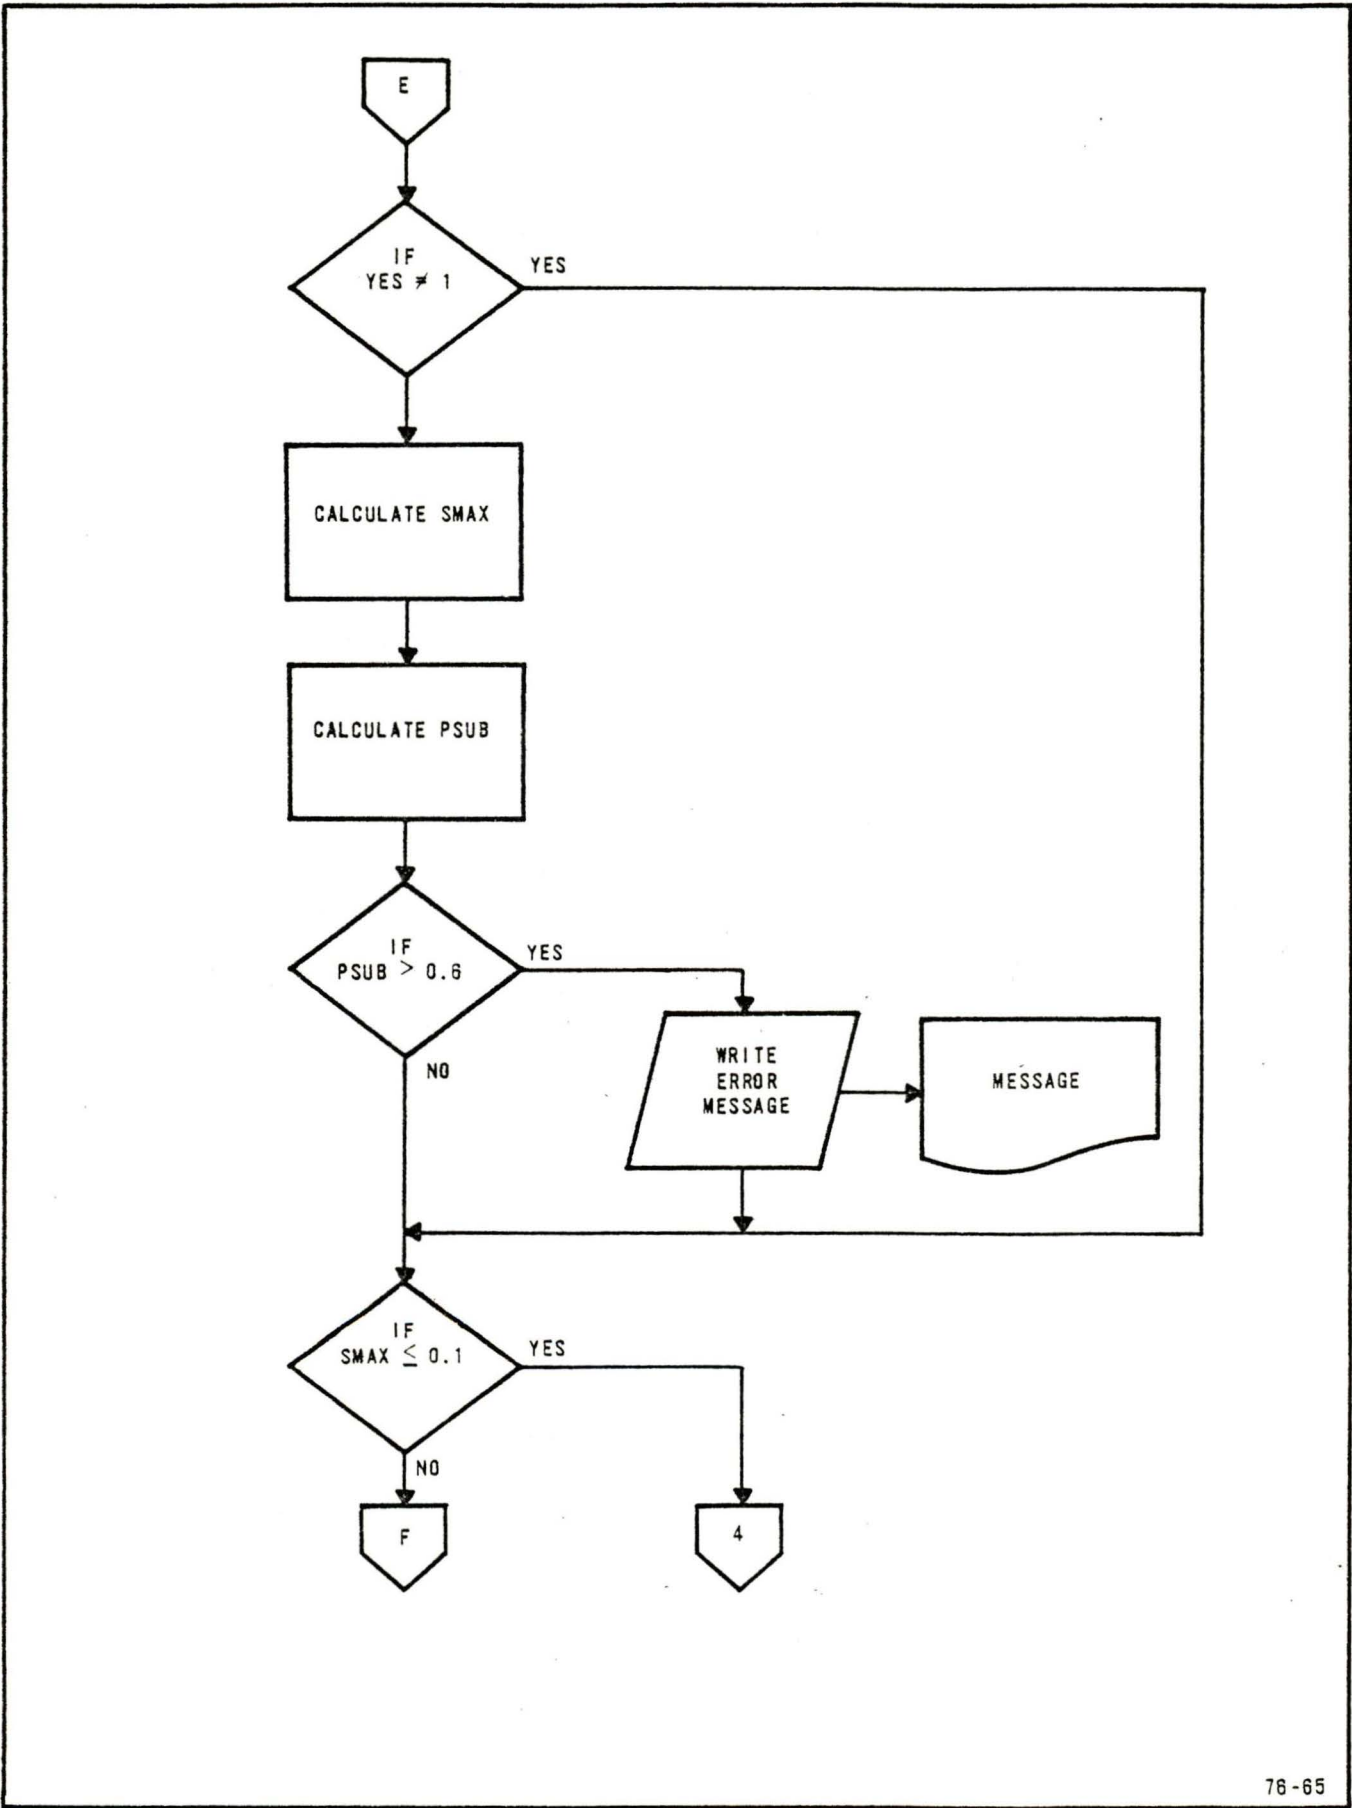 E
IF
YES ≠ 1
YES
CALCULATE SMAX
CALCULATE PSUB
IF
PSUB > 0.6
YES
NO
WRITE
ERROR
MESSAGE
MESSAGE
IF
SMAX ≤ 0.1
YES
NO
F
4
76-65